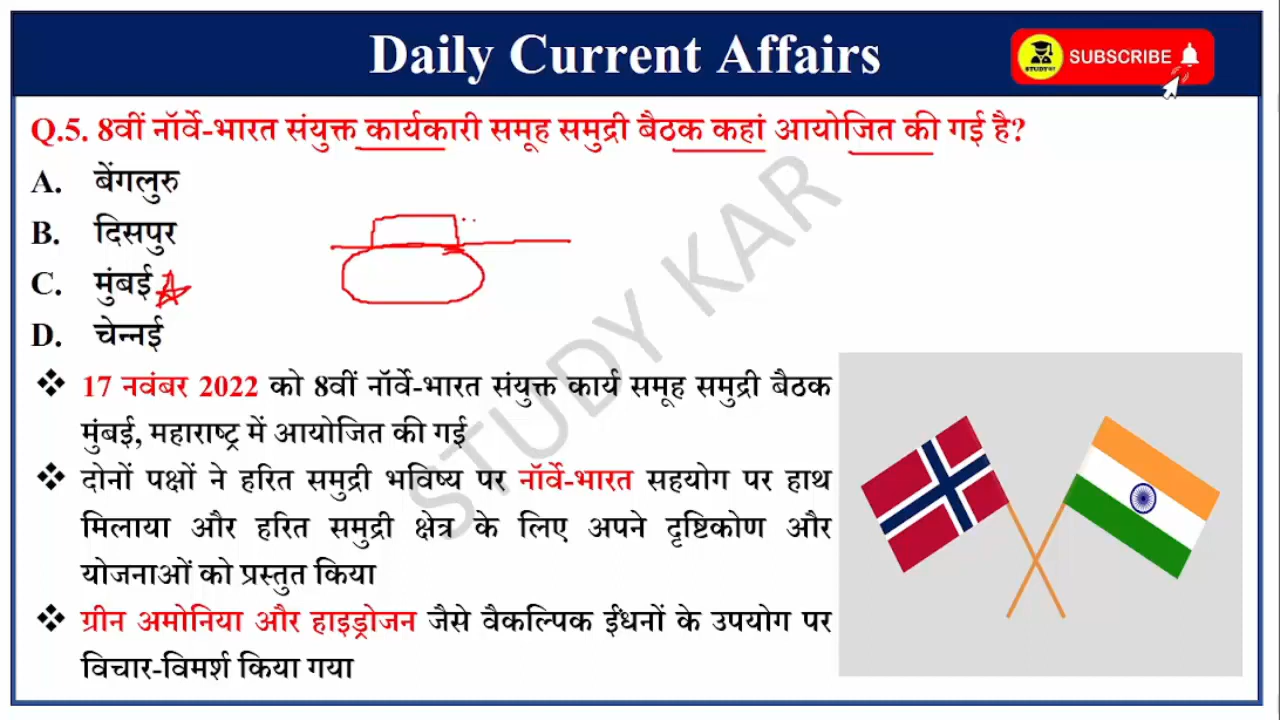 Daily Current Affairs
SUBSCRIBE
STUDY KAR
Q.5. 8वीं नॉर्वे-भारत संयुक्त कार्यकारी समूह समुद्री बैठक कहां आयोजित की गई है?
A. बेंगलुरु
B. दिसपुर
C. मुंबई
D. चेन्नई
17 नवंबर 2022 को 8वीं नॉर्वे-भारत संयुक्त कार्य समूह समुद्री बैठक
मुंबई, महाराष्ट्र में आयोजित की गई
दोनों पक्षों ने हरित समुद्री भविष्य पर नॉर्वे-भारत सहयोग पर हाथ
मिलाया और हरित समुद्री क्षेत्र के लिए अपने दृष्टिकोण और
योजनाओं को प्रस्तुत किया
ग्रीन अमोनिया और हाइड्रोजन जैसे वैकल्पिक ईंधनों के उपयोग पर
विचार-विमर्श किया गया